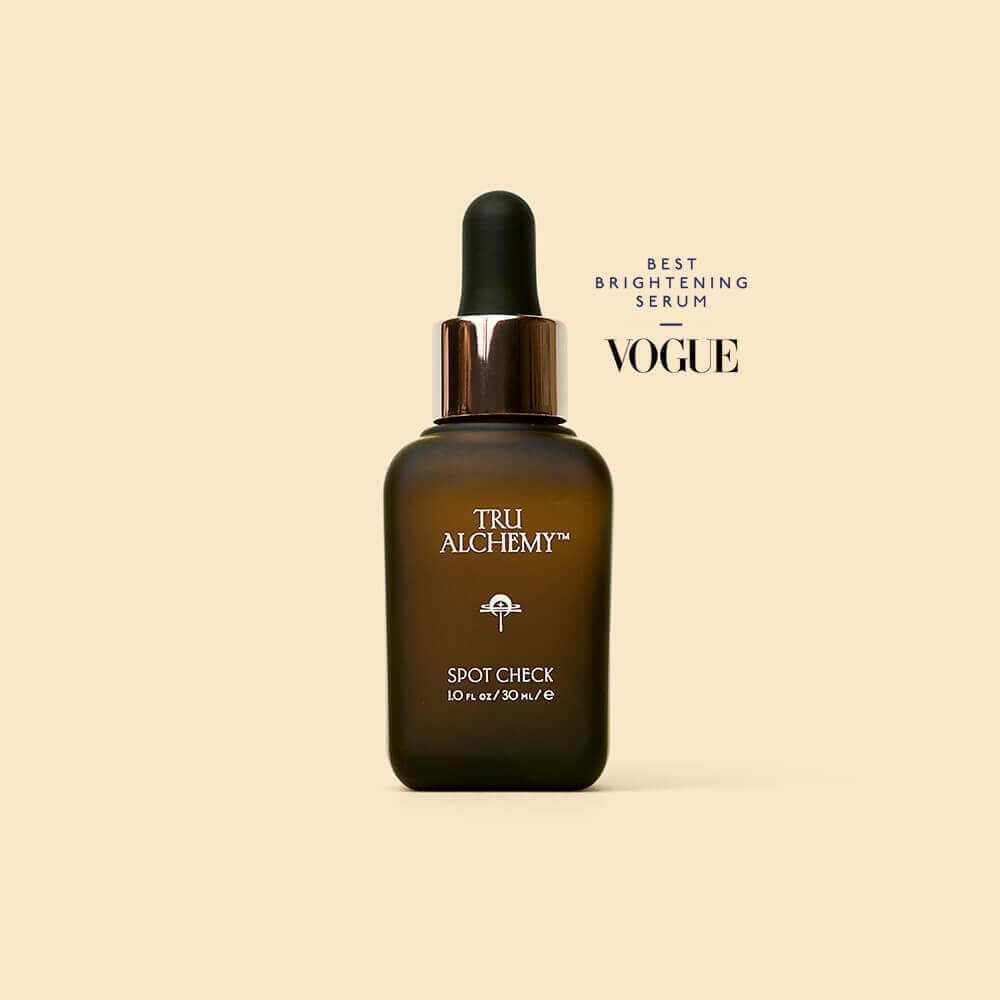 BEST
BRIGHTENING
SERUM
VOGUE
TRU
ALCHEMY™
SPOT CHECK
1.0 FL OZ/30 ML/℮